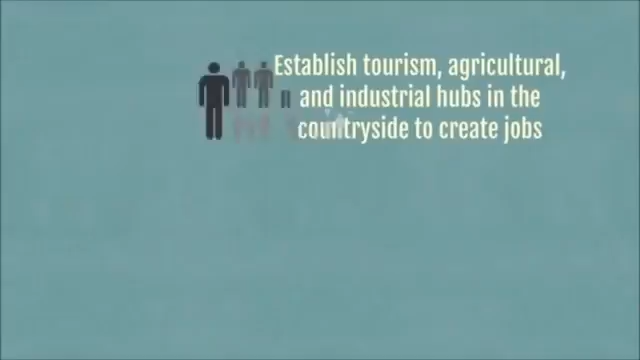 Establish tourism, agricultural,
and industrial hubs in the
countryside to create jobs